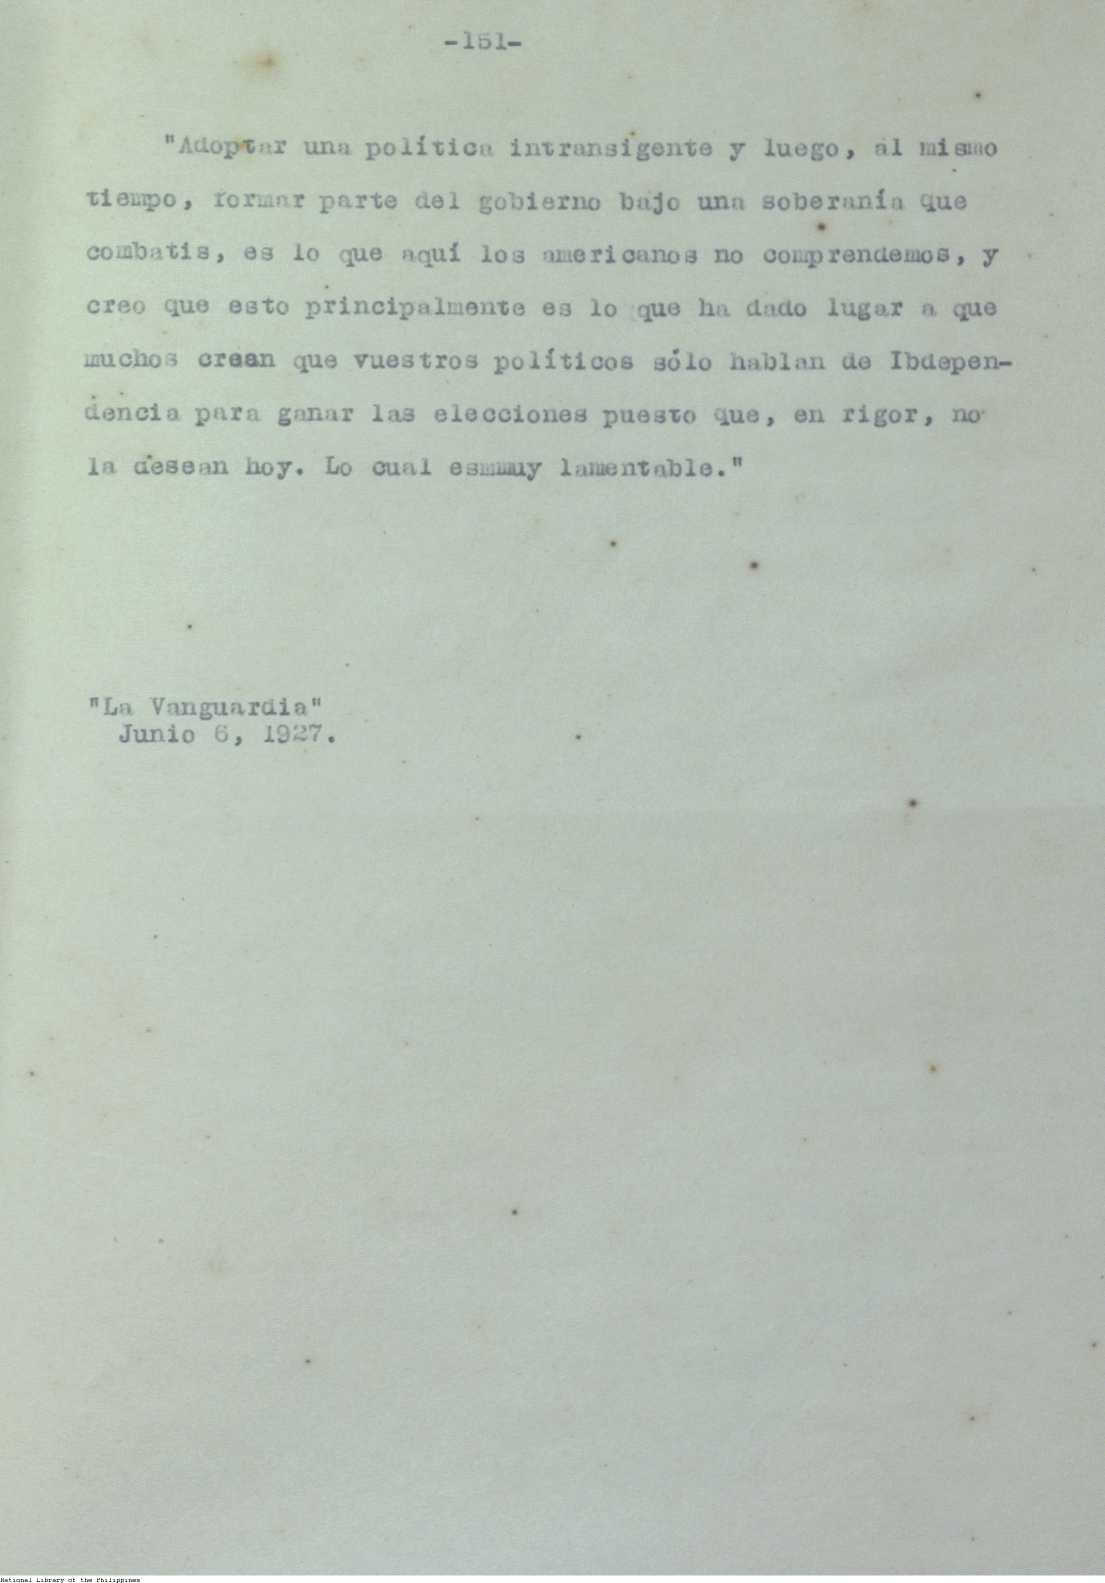 -151-
"Adoptar una política intransigente y luego, al mismo
tiempo, formar parte del gobierno bajo una soberanía que
combatis, es lo que aquí los americanos no comprendemos, y
creo que esto principalmente es lo que ha dado lugar a que
muchos crean que vuestros políticos sólo hablan de Ibdepen-
dencia para ganar las elecciones puesto que, en rigor, no
la desean hoy. Lo cual esmmuy lamentable."
"La Vanguardia"
Junio 6, 1927.
National Library of the Philippines